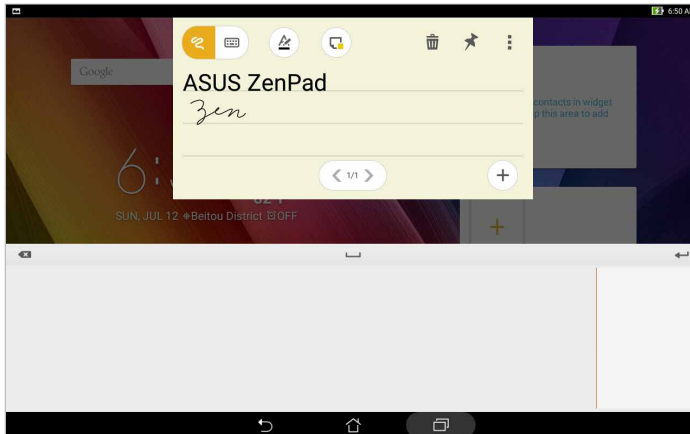 6:50 A
Google
ASUS ZenPad
zen
contacts in widget
p this area to add
1/1
6:
SUN, JUL 12 Beitou District OFF